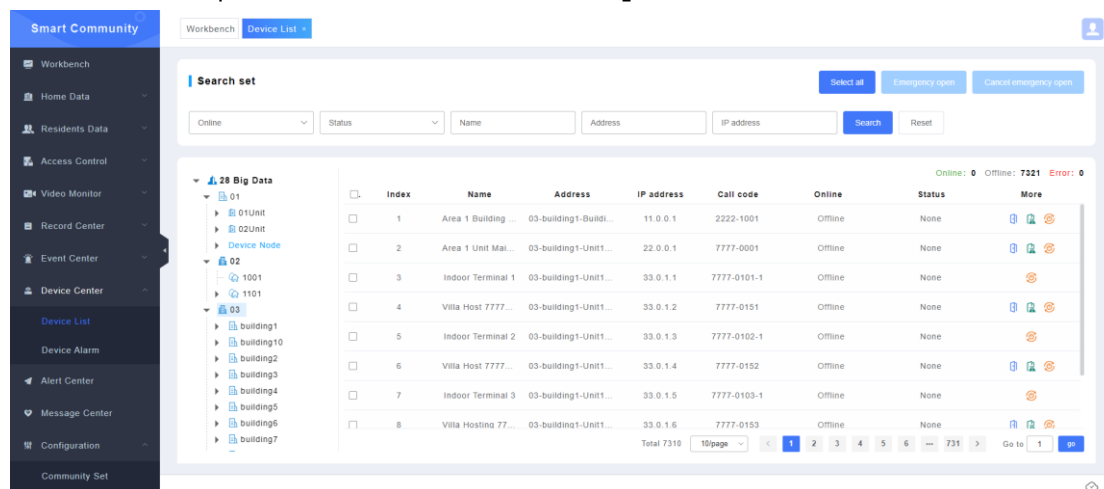 Smart Community
Workbench
Device List ×
Workbench
Home Data
Residents Data
Access Control
Video Monitor
Record Center
Event Center
Device Center
Device List
Device Alarm
Alert Center
Message Center
Configuration
Community Set
Search set
Select all
Emergency open
Cancel emergency open
Online
Status
Name
Address
IP address
Search
Reset
28 Big Data
01
01Unit
02Unit
Device Node
02
1001
1101
03
building1
building10
building2
building3
building4
building5
building6
building7
Online: 0 Offline: 7321 Error: 0
Index Name Address IP address Call code Online Status More
1 Area 1 Building ... 03-building1-Buildi... 11.0.0.1 2222-1001 Offline None
2 Area 1 Unit Mai... 03-building1-Unit1... 22.0.0.1 7777-0001 Offline None
3 Indoor Terminal 1 03-building1-Unit1... 33.0.1.1 7777-0101-1 Offline None
4 Villa Host 7777... 03-building1-Unit1... 33.0.1.2 7777-0151 Offline None
5 Indoor Terminal 2 03-building1-Unit1... 33.0.1.3 7777-0102-1 Offline None
6 Villa Host 7777... 03-building1-Unit1... 33.0.1.4 7777-0152 Offline None
7 Indoor Terminal 3 03-building1-Unit1... 33.0.1.5 7777-0103-1 Offline None
8 Villa Hosting 77... 03-building1-Unit1... 33.0.1.6 7777-0153 Offline None
Total 7310 10/page < 1 2 3 4 5 6 ... 731 > Go to 1 go